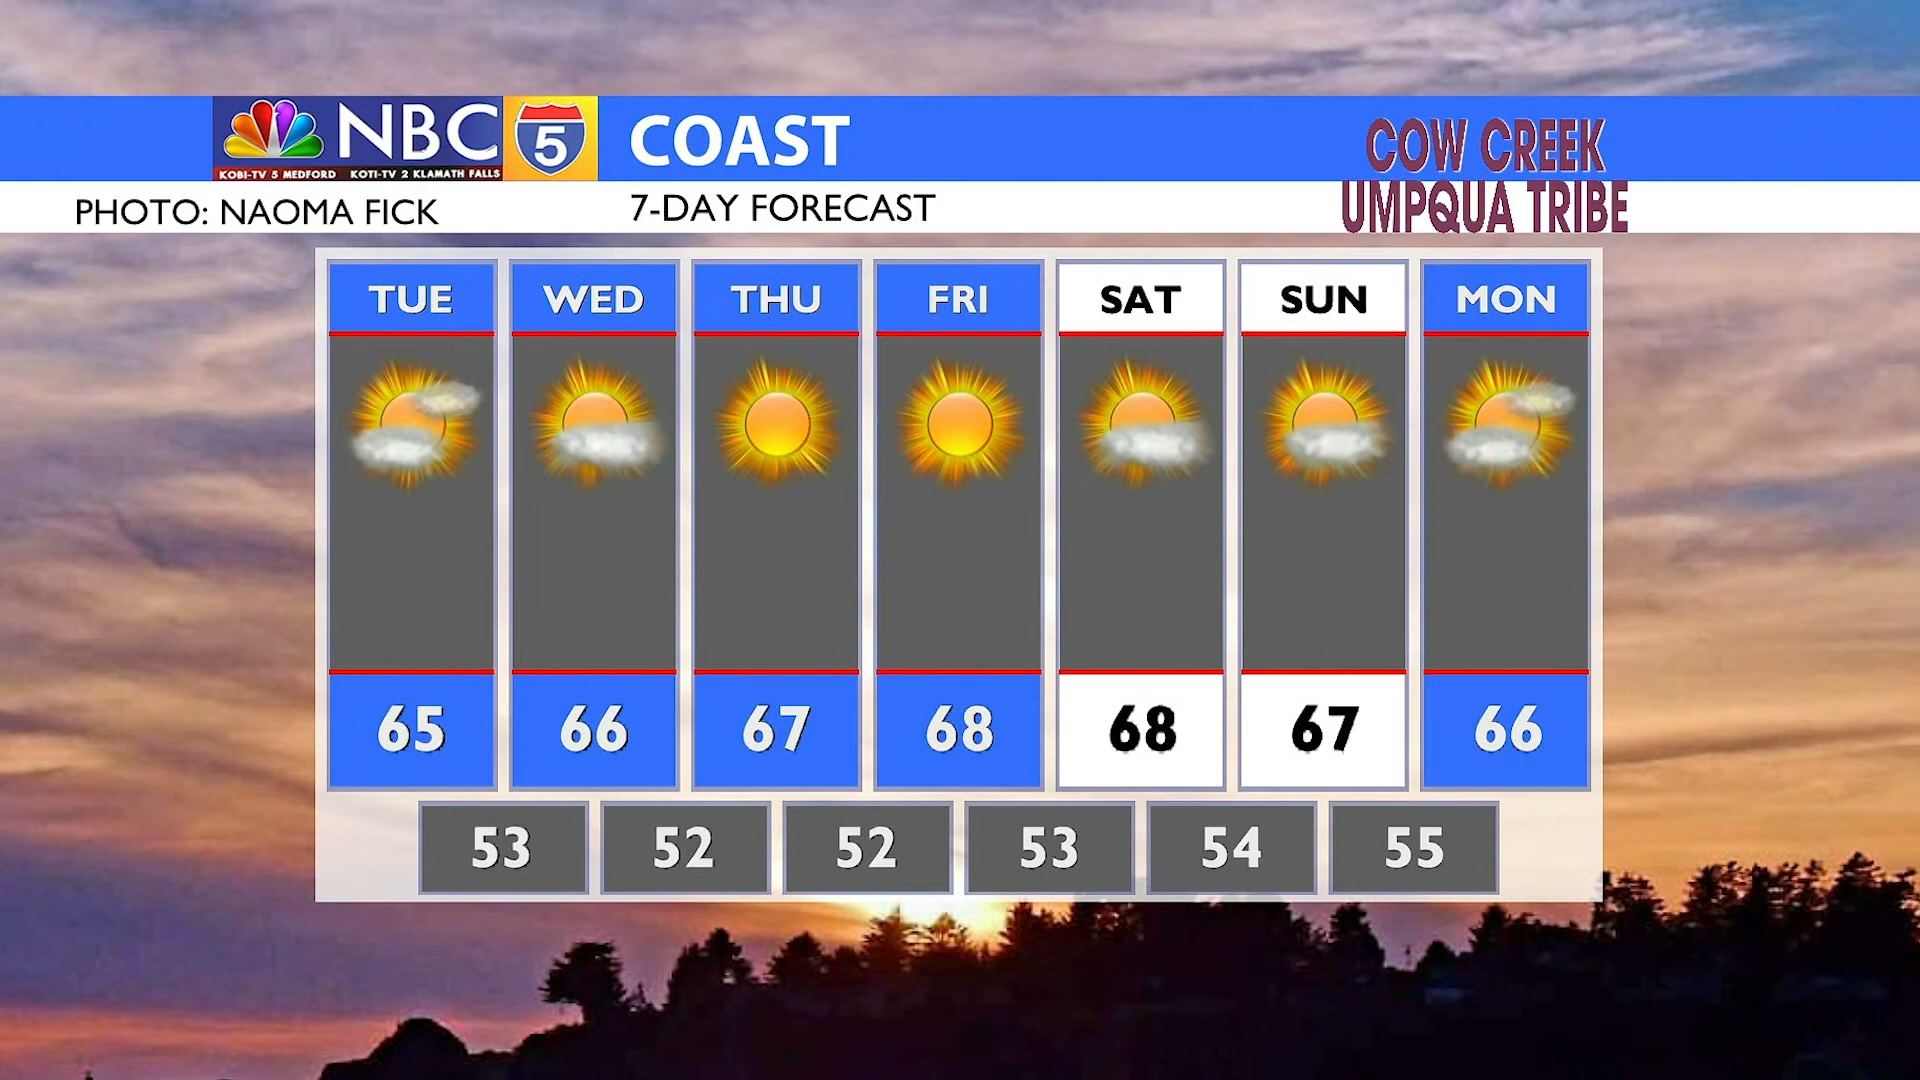 NBC 5
KOBI-TV 5 MEDFORD KOTI-TV 2 KLAMATH FALLS
COAST
COW CREEK
UMPQUA TRIBE
PHOTO: NAOMA FICK
7-DAY FORECAST
TUE WED THU FRI SAT SUN MON
65 66 67 68 68 67 66
53 52 52 53 54 55